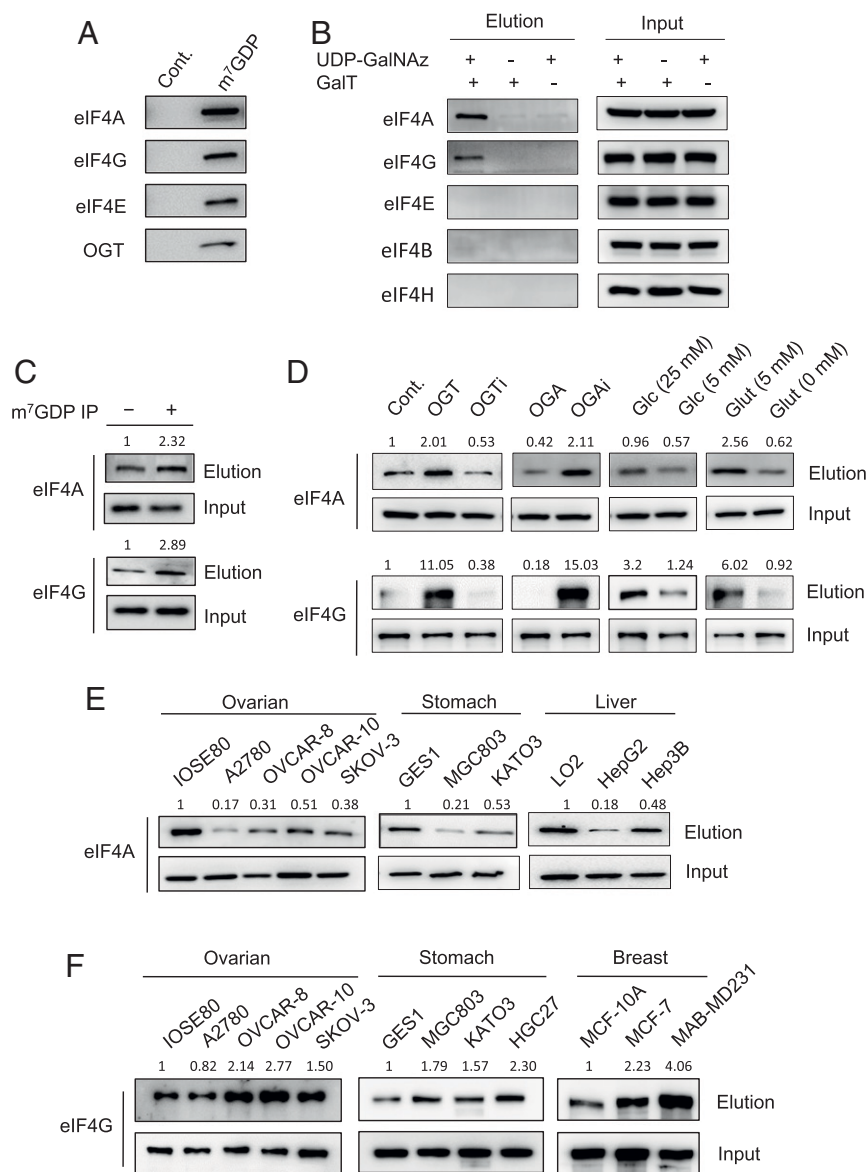 A
Cont.
m⁷GDP
eIF4A
eIF4G
eIF4E
OGT
B
Elution Input
UDP-GalNAz + - + + - +
GalT + + - + + -
eIF4A
eIF4G
eIF4E
eIF4B
eIF4H
C
m⁷GDP IP − +
1 2.32
eIF4A
Elution
Input
1 2.89
eIF4G
Elution
Input
D
Cont. OGT OGTi OGA OGAi Glc (25 mM) Glc (5 mM) Glut (5 mM) Glut (0 mM)
1 2.01 0.53 0.42 2.11 0.96 0.57 2.56 0.62
eIF4A
Elution
Input
1 11.05 0.38 0.18 15.03 3.2 1.24 6.02 0.92
eIF4G
Elution
Input
E
Ovarian Stomach Liver
IOSE80 A2780 OVCAR-8 OVCAR-10 SKOV-3 GES1 MGC803 KATO3 LO2 HepG2 Hep3B
1 0.17 0.31 0.51 0.38 1 0.21 0.53 1 0.18 0.48
eIF4A
Elution
Input
F
Ovarian Stomach Breast
IOSE80 A2780 OVCAR-8 OVCAR-10 SKOV-3 GES1 MGC803 KATO3 HGC27 MCF-10A MCF-7 MAB-MD231
1 0.82 2.14 2.77 1.50 1 1.79 1.57 2.30 1 2.23 4.06
eIF4G
Elution
Input